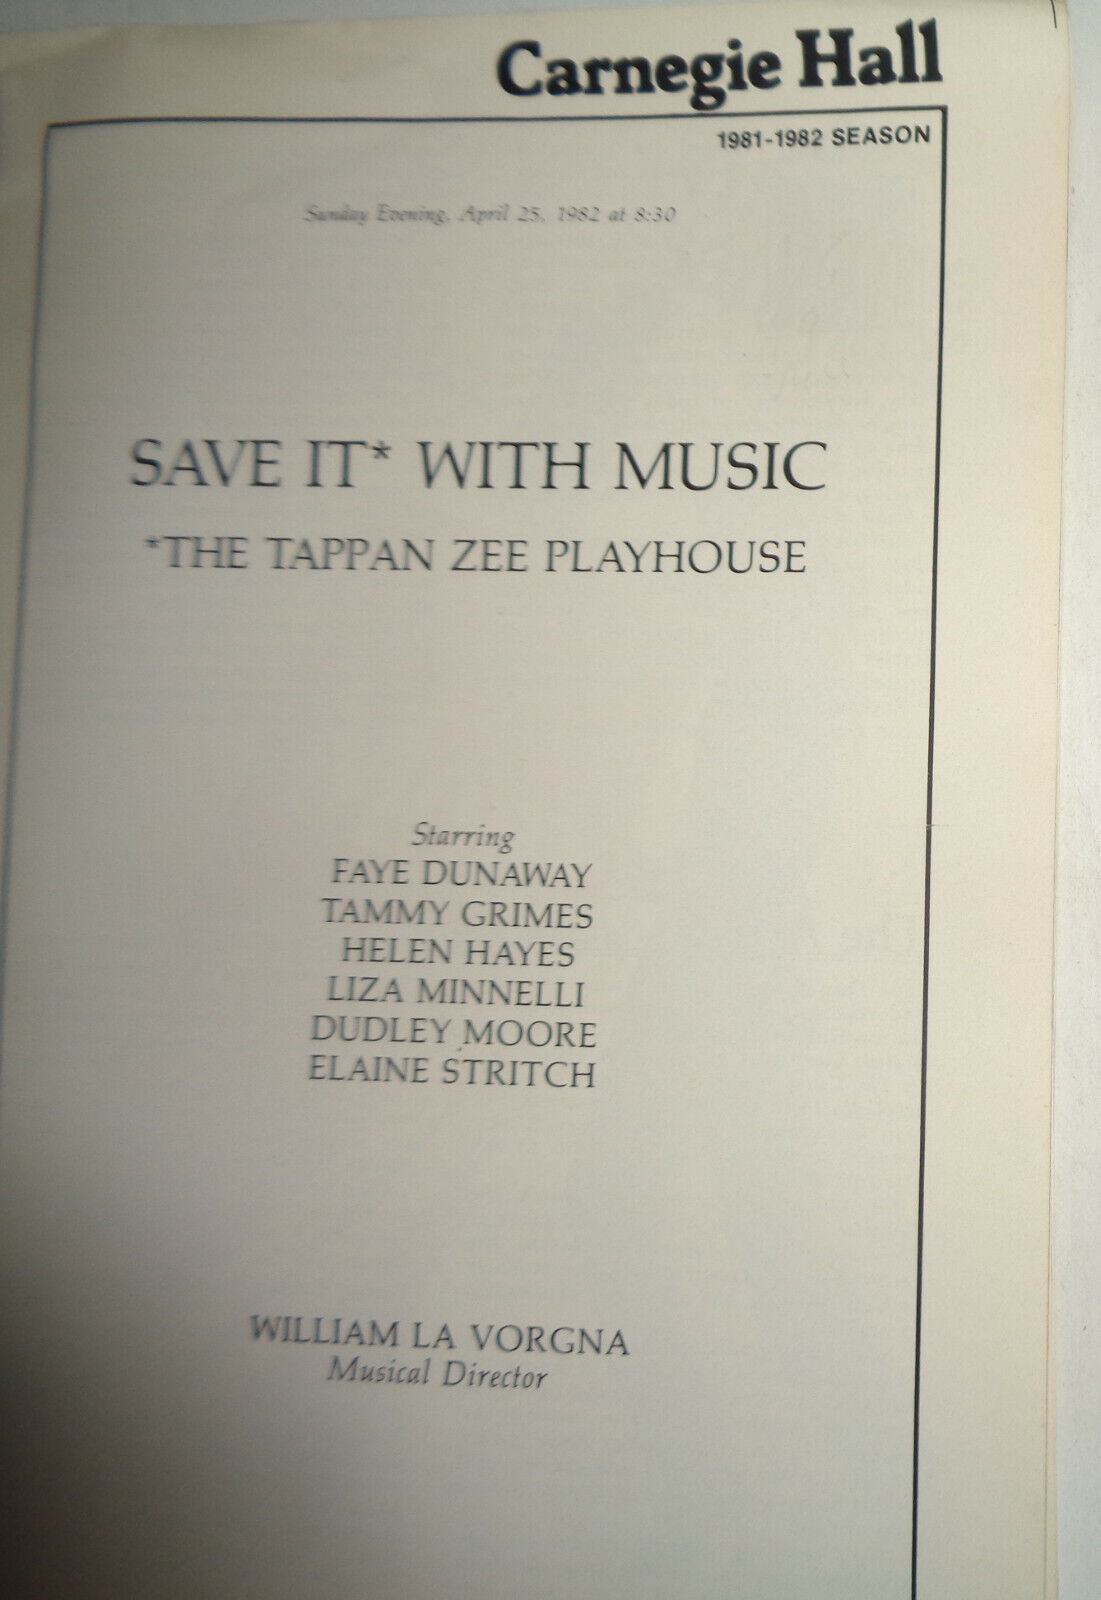 Carnegie Hall
1981-1982 SEASON
Sunday Evening, April 25, 1982 at 8:30
SAVE IT* WITH MUSIC
*THE TAPPAN ZEE PLAYHOUSE
Starring
FAYE DUNAWAY
TAMMY GRIMES
HELEN HAYES
LIZA MINNELLI
DUDLEY MOORE
ELAINE STRITCH
WILLIAM LA VORGNA
Musical Director